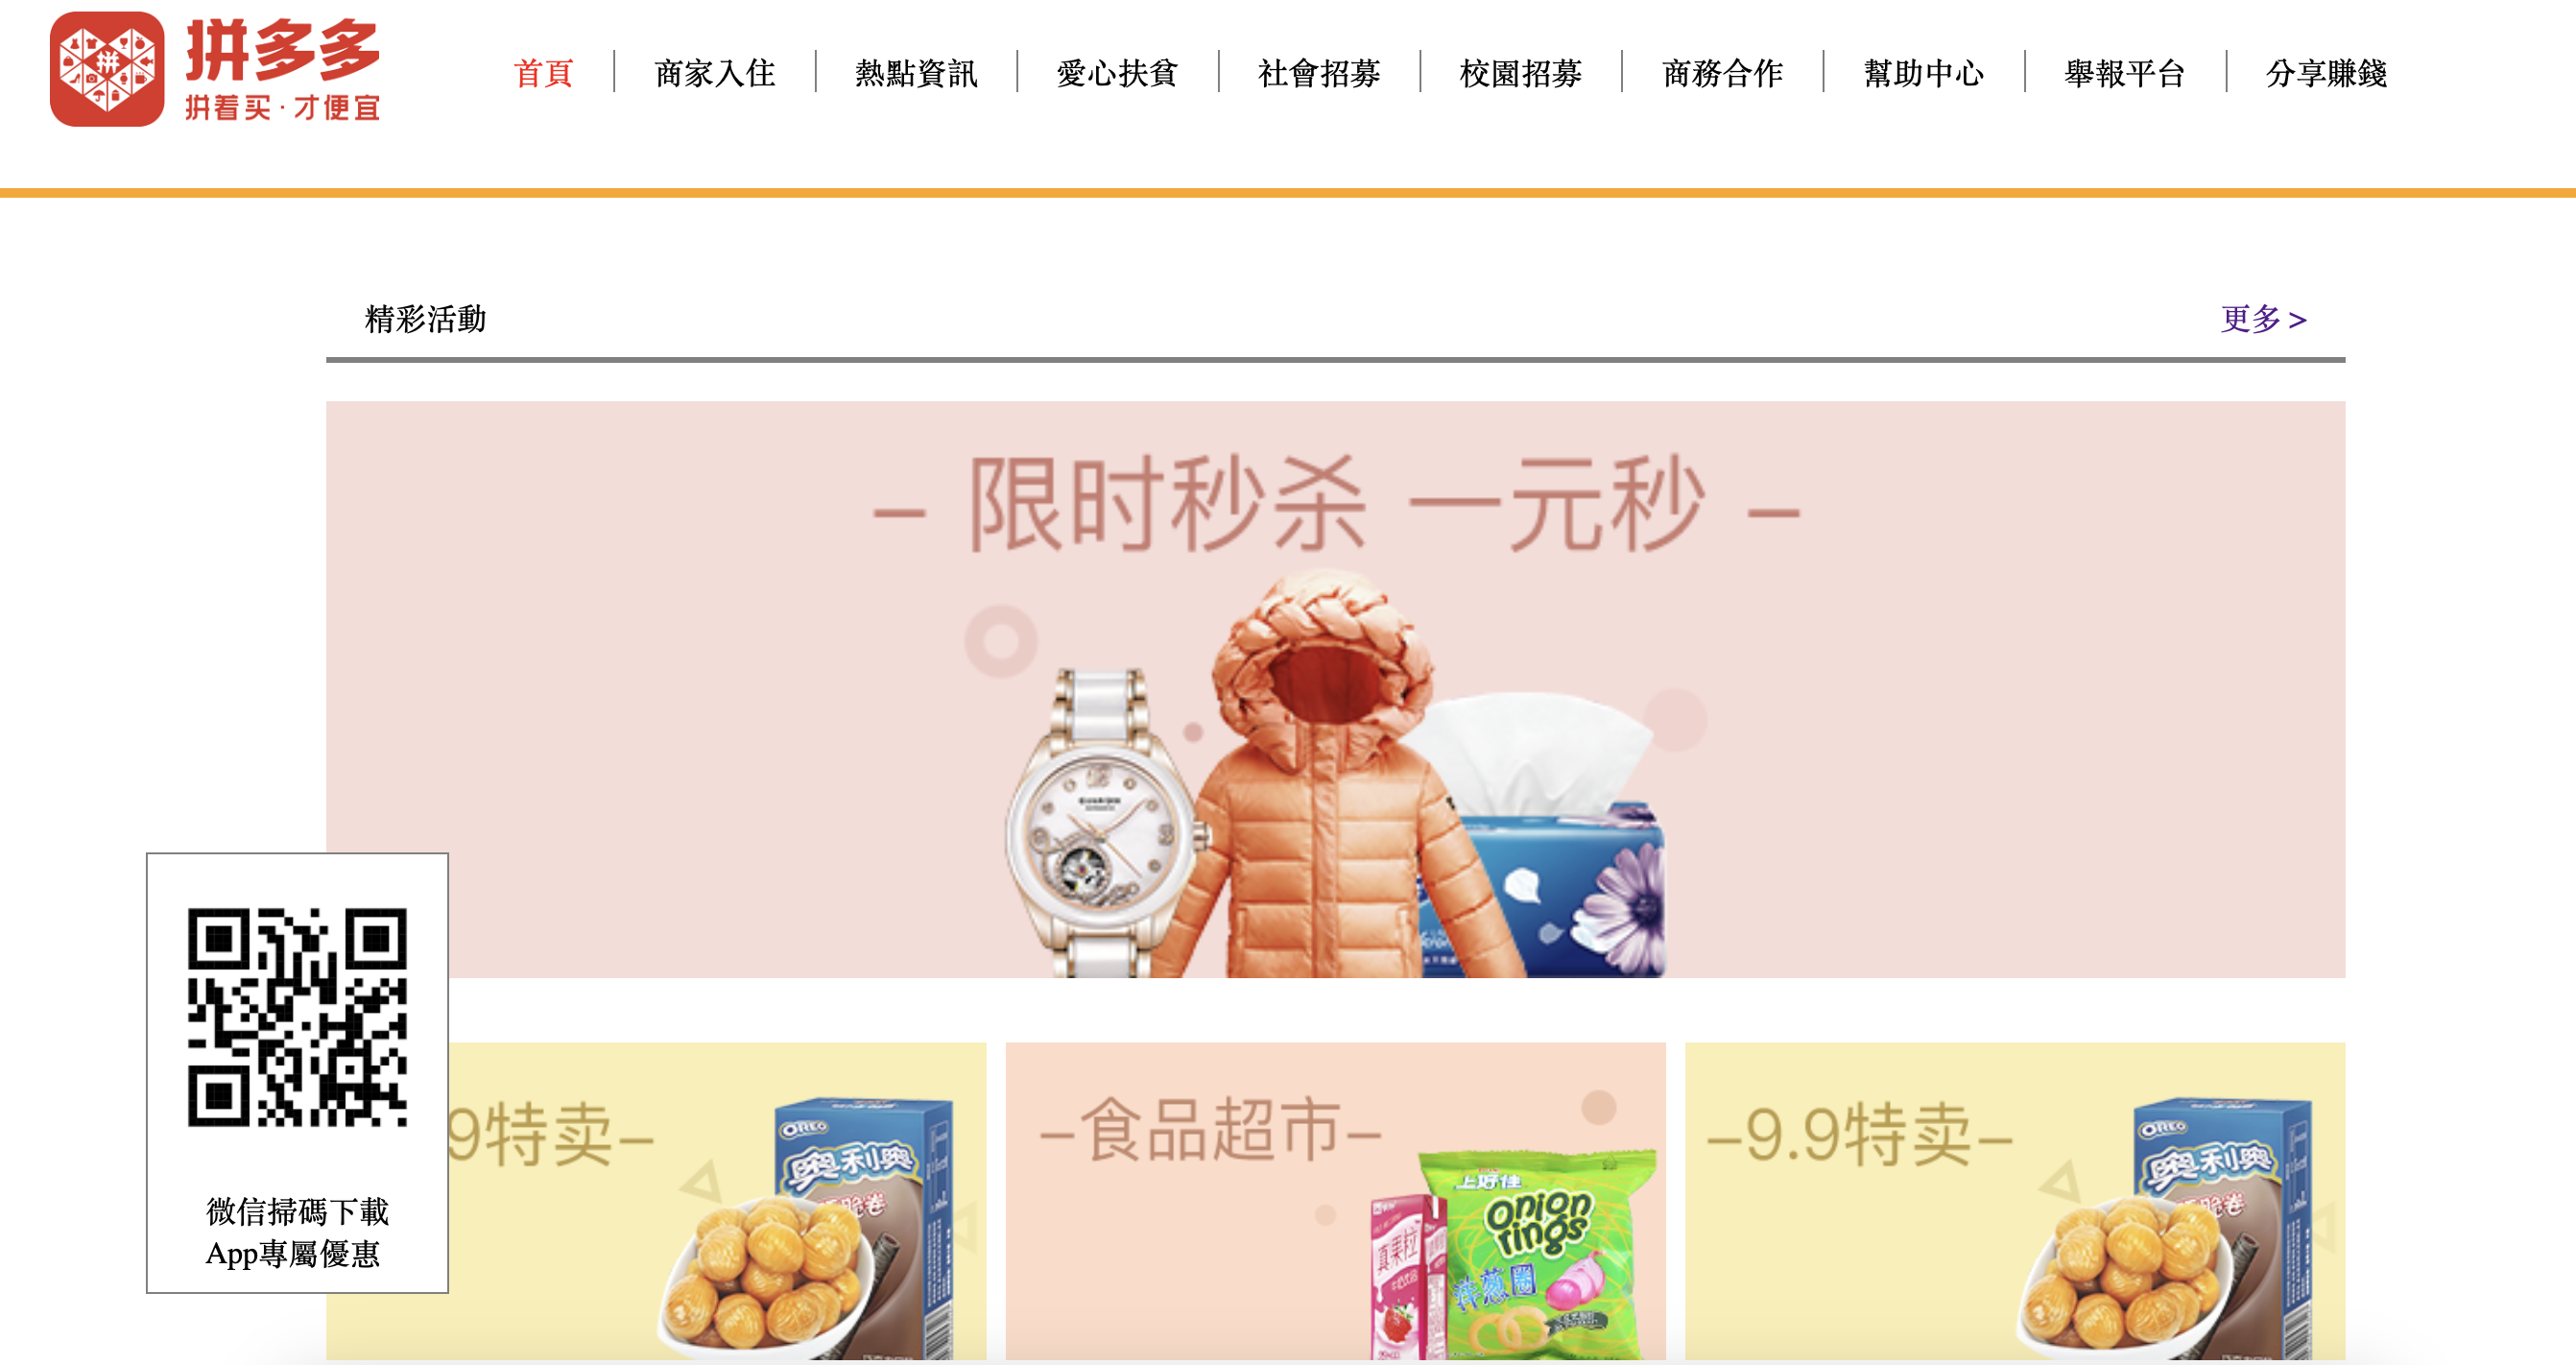 拼多多
拼着买·才便宜
首頁
商家入住
熱點資訊
愛心扶貧
社會招募
校園招募
商務合作
幫助中心
舉報平台
分享賺錢
精彩活動
更多 >
– 限时秒杀 一元秒 –
微信掃碼下載
App專屬優惠
9特卖–
OREO
奥利奥
脆卷
–食品超市–
上好佳
onion
rings
洋葱圈
真果粒
–9.9特卖–
OREO
奥利奥
脆卷